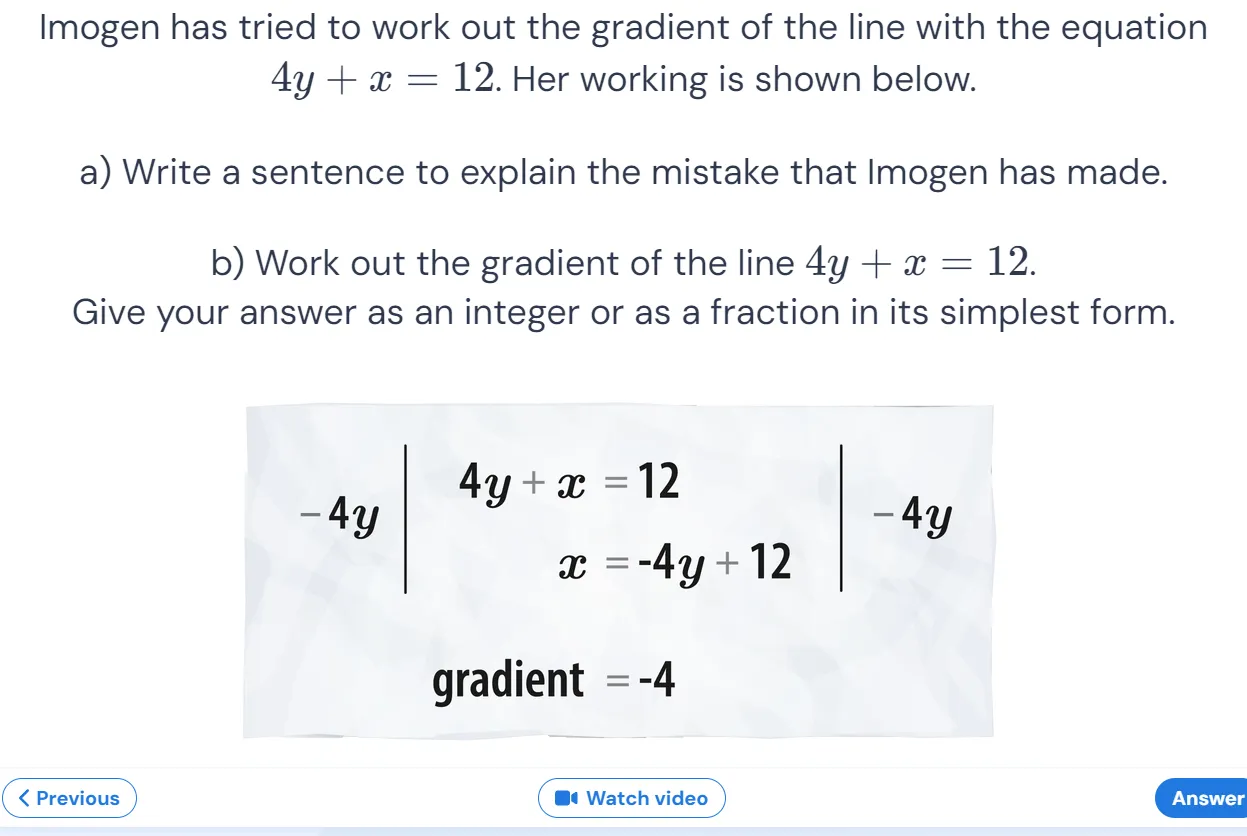 Imogen has tried to work out the gradient of the line with the equation
4y + x = 12. Her working is shown below.
a) Write a sentence to explain the mistake that Imogen has made.
b) Work out the gradient of the line 4y + x = 12.
Give your answer as an integer or as a fraction in its simplest form.
4y + x = 12
- 4y - 4y
x = -4y + 12
gradient = -4
Previous Watch video Answer